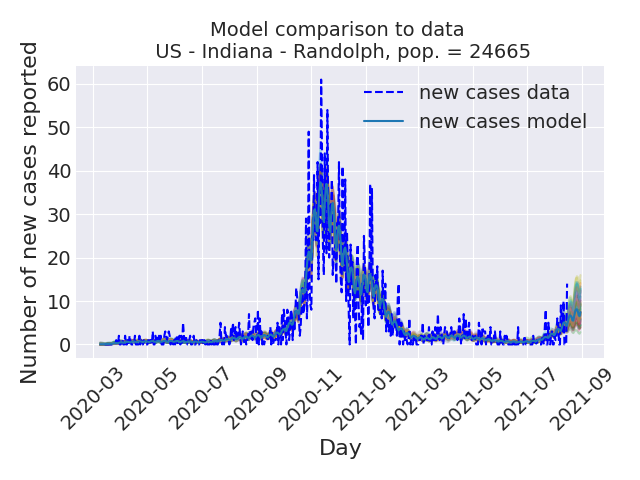 Model comparison to data
US - Indiana - Randolph, pop. = 24665
new cases data
new cases model
Number of new cases reported
60
50
40
30
20
10
0
2020-03
2020-05
2020-07
2020-09
2020-11
2021-01
2021-03
2021-05
2021-07
2021-09
Day